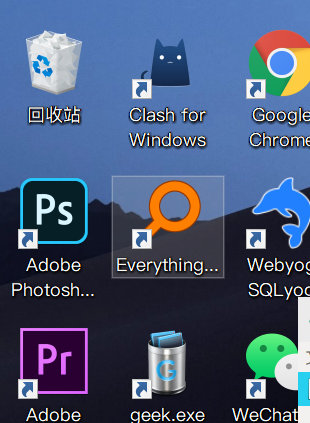 回收站
Clash for
Windows
Google
Chrome
Ps
Adobe
Photosh...
Everything...
Webyog
SQLyog
Pr
Adobe
G
geek.exe
WeChat